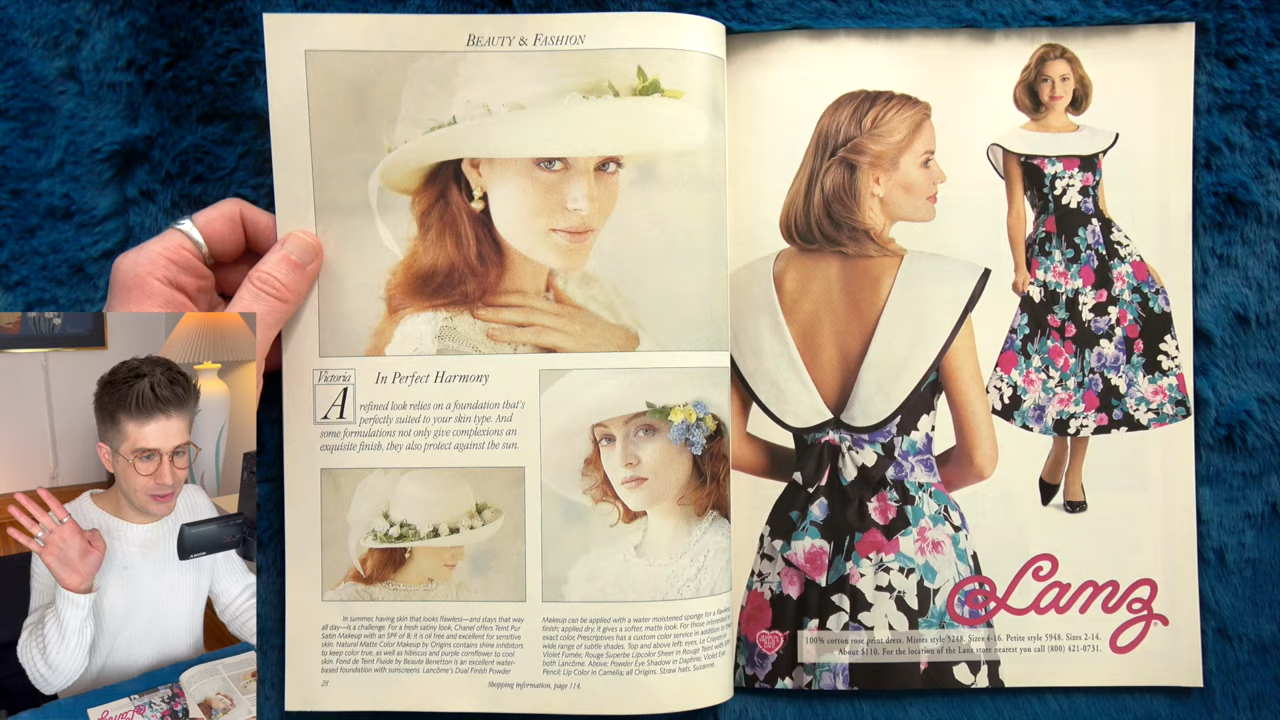 BEAUTY & FASHION
Victoria
In Perfect Harmony
A refined look relies on a foundation that's
perfectly suited to your skin type. And
some formulations not only give complexions an
exquisite finish, they also protect against the sun.
In summer, having skin that looks flawless—and stays that way
all day—is a challenge. For a fresh satiny look, Chanel offers Teint Pur
Satin Makeup with an SPF of 8; it is oil free and excellent for sensitive
skin. Natural Matte Color Makeup by Origins contains shine inhibitors
to keep color true, as well as hibiscus and purple cornflower to cool
skin. Fond de Teint Fluide by Beaute Benetton is an excellent water-
based foundation with sunscreens. Lancôme's Dual Finish Powder
Makeup can be applied with a water moistened sponge for a
finish; applied dry, it gives a softer, matte look. For those interested
exact color, Prescriptives has a custom color service in addition to
wide range of subtle shades. Top and above left: eyes, Le Crayon in
Violet Fumée; Rouge Superbe Lipcolor Sheer in Rouge Teint with
both Lancôme. Above: Powder Eye Shadow in Daphne; Violet Eye
Pencil; Lip Color in Camelia; all Origins. Straw hats, Suzanne.
28
Shopping information, page 114.
Lanz®
100% cotton rose print dress. Misses style 5248. Sizes 4-16. Petite style 5948. Sizes 2-14.
About $110. For the location of the Lanz store nearest you call (800) 421-0731.
SONY
Lanz